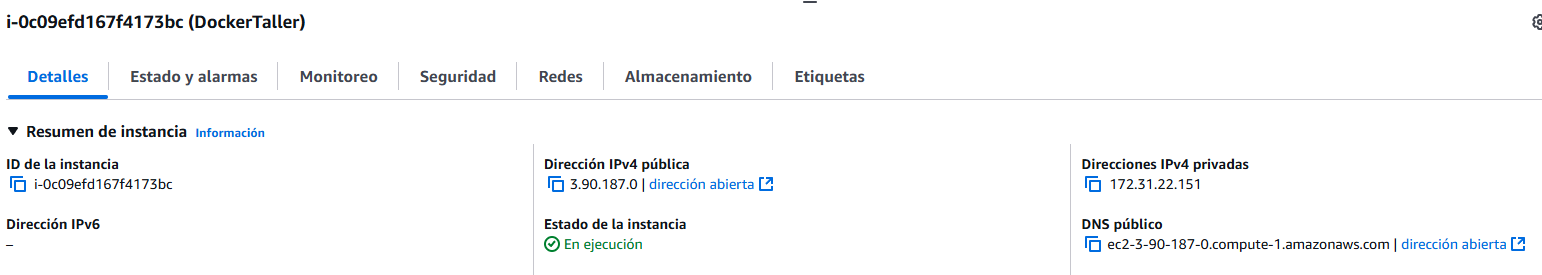 i-0c09efd167f4173bc (DockerTaller)
Detalles Estado y alarmas Monitoreo Seguridad Redes Almacenamiento Etiquetas
Resumen de instancia Información
ID de la instancia
i-0c09efd167f4173bc
Dirección IPv4 pública
3.90.187.0 | dirección abierta
Direcciones IPv4 privadas
172.31.22.151
Dirección IPv6
–
Estado de la instancia
En ejecución
DNS público
ec2-3-90-187-0.compute-1.amazonaws.com | dirección abierta